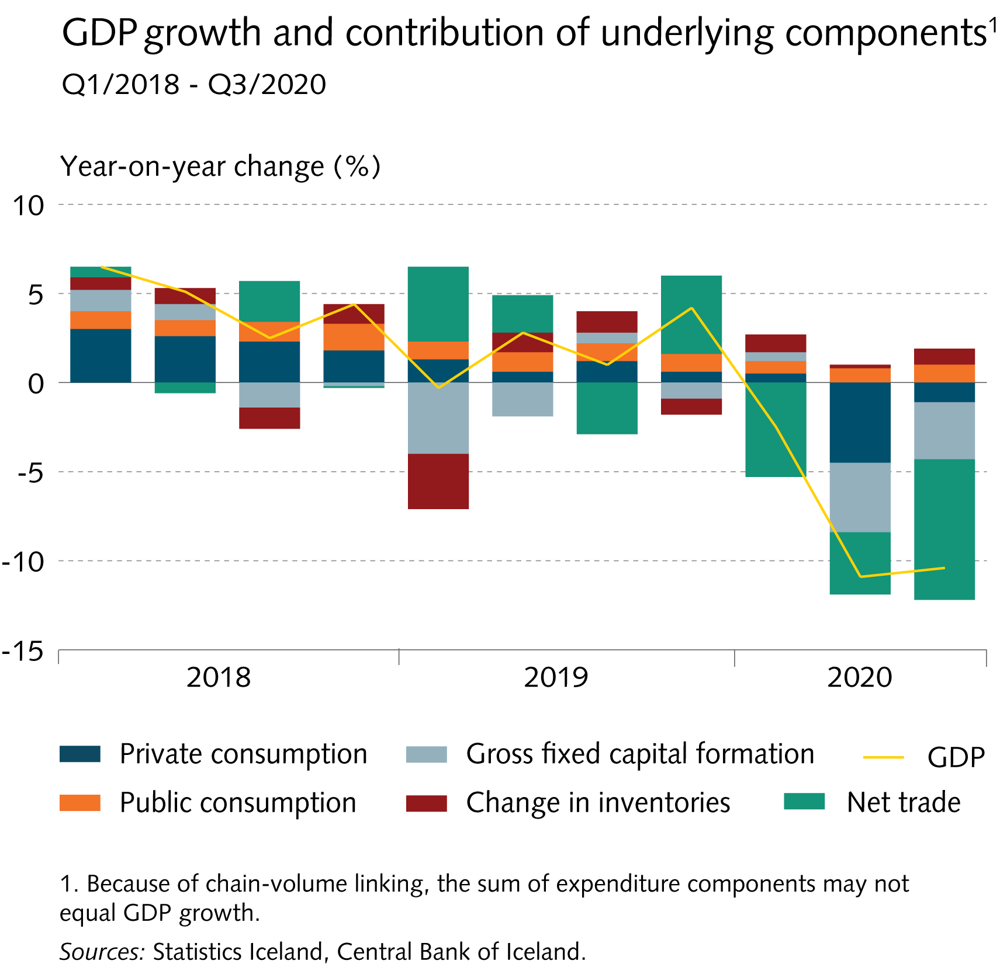 GDP growth and contribution of underlying components¹
Q1/2018 - Q3/2020
Year-on-year change (%)
10
5
0
-5
-10
-15
2018
2019
2020
Private consumption
Gross fixed capital formation
GDP
Public consumption
Change in inventories
Net trade
1. Because of chain-volume linking, the sum of expenditure components may not
equal GDP growth.
Sources: Statistics Iceland, Central Bank of Iceland.